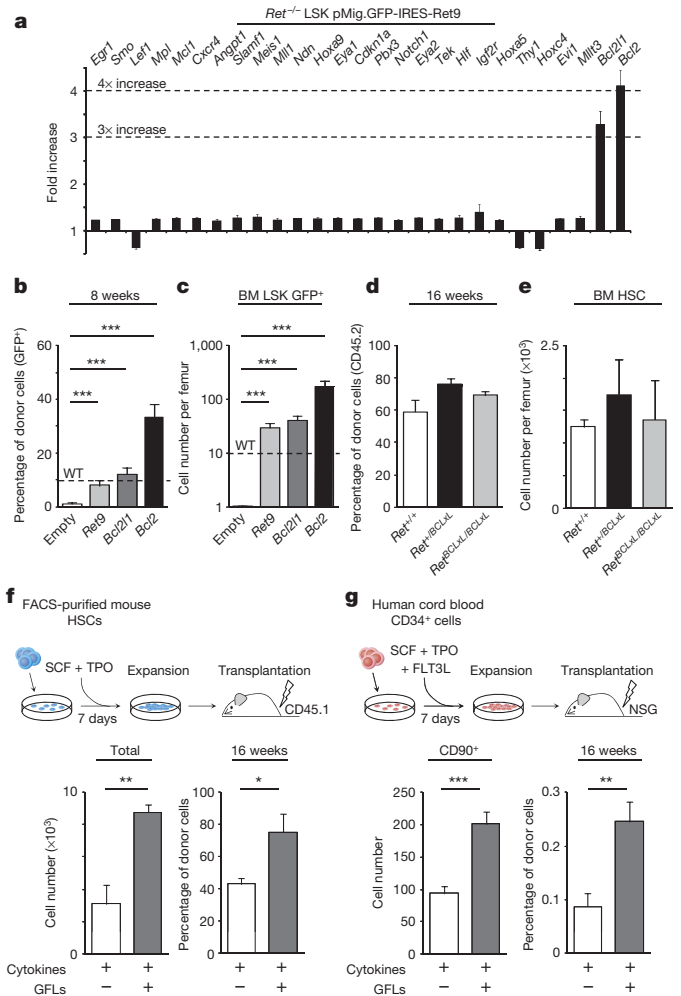 a
Ret−/− LSK pMig.GFP-IRES-Ret9
Egr1 Smo Lef1 Mpl Mcl1 Cxcr4 Angpt1 Slamf1 Meis1 Mll1 Ndn Hoxa9 Eya1 Cdkn1a Pbx3 Notch1 Eya2 Tek Hlf Igf2r Hoxa5 Thy1 Hoxc4 Evi1 Mllt3 Bcl2l1 Bcl2
Fold increase
4
4× increase
3
3× increase
2
1
b
8 weeks
Percentage of donor cells (GFP+)
60
40
20
0
***
***
***
WT
Empty Ret9 Bcl2l1 Bcl2
c
BM LSK GFP+
Cell number per femur
1,000
100
10
1
***
***
***
WT
Empty Ret9 Bcl2l1 Bcl2
d
16 weeks
Percentage of donor cells (CD45.2)
100
80
60
40
20
0
Ret+/+ Ret+/BCLxL RetBCLxL/BCLxL
e
BM HSC
Cell number per femur (×10³)
2.5
0
Ret+/+ Ret+/BCLxL RetBCLxL/BCLxL
f
FACS-purified mouse
HSCs
SCF + TPO
Expansion
Transplantation
7 days
CD45.1
Total
Cell number (×10³)
10
0
**
16 weeks
Percentage of donor cells
100
80
60
40
20
0
*
Cytokines + + + +
GFLs − + − +
g
Human cord blood
CD34+ cells
SCF + TPO
+ FLT3L
Expansion
Transplantation
7 days
NSG
CD90+
Cell number
250
200
150
100
50
0
***
16 weeks
Percentage of donor cells
0.3
0.2
0.1
0
**
Cytokines + + + +
GFLs − + − +